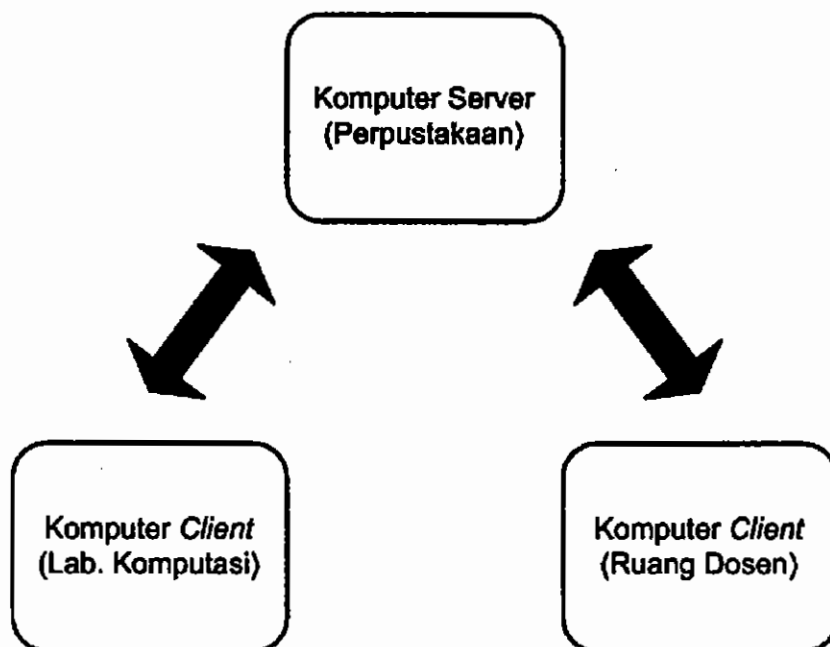 Komputer Server
(Perpustakaan)
Komputer Client
(Lab. Komputasi)
Komputer Client
(Ruang Dosen)